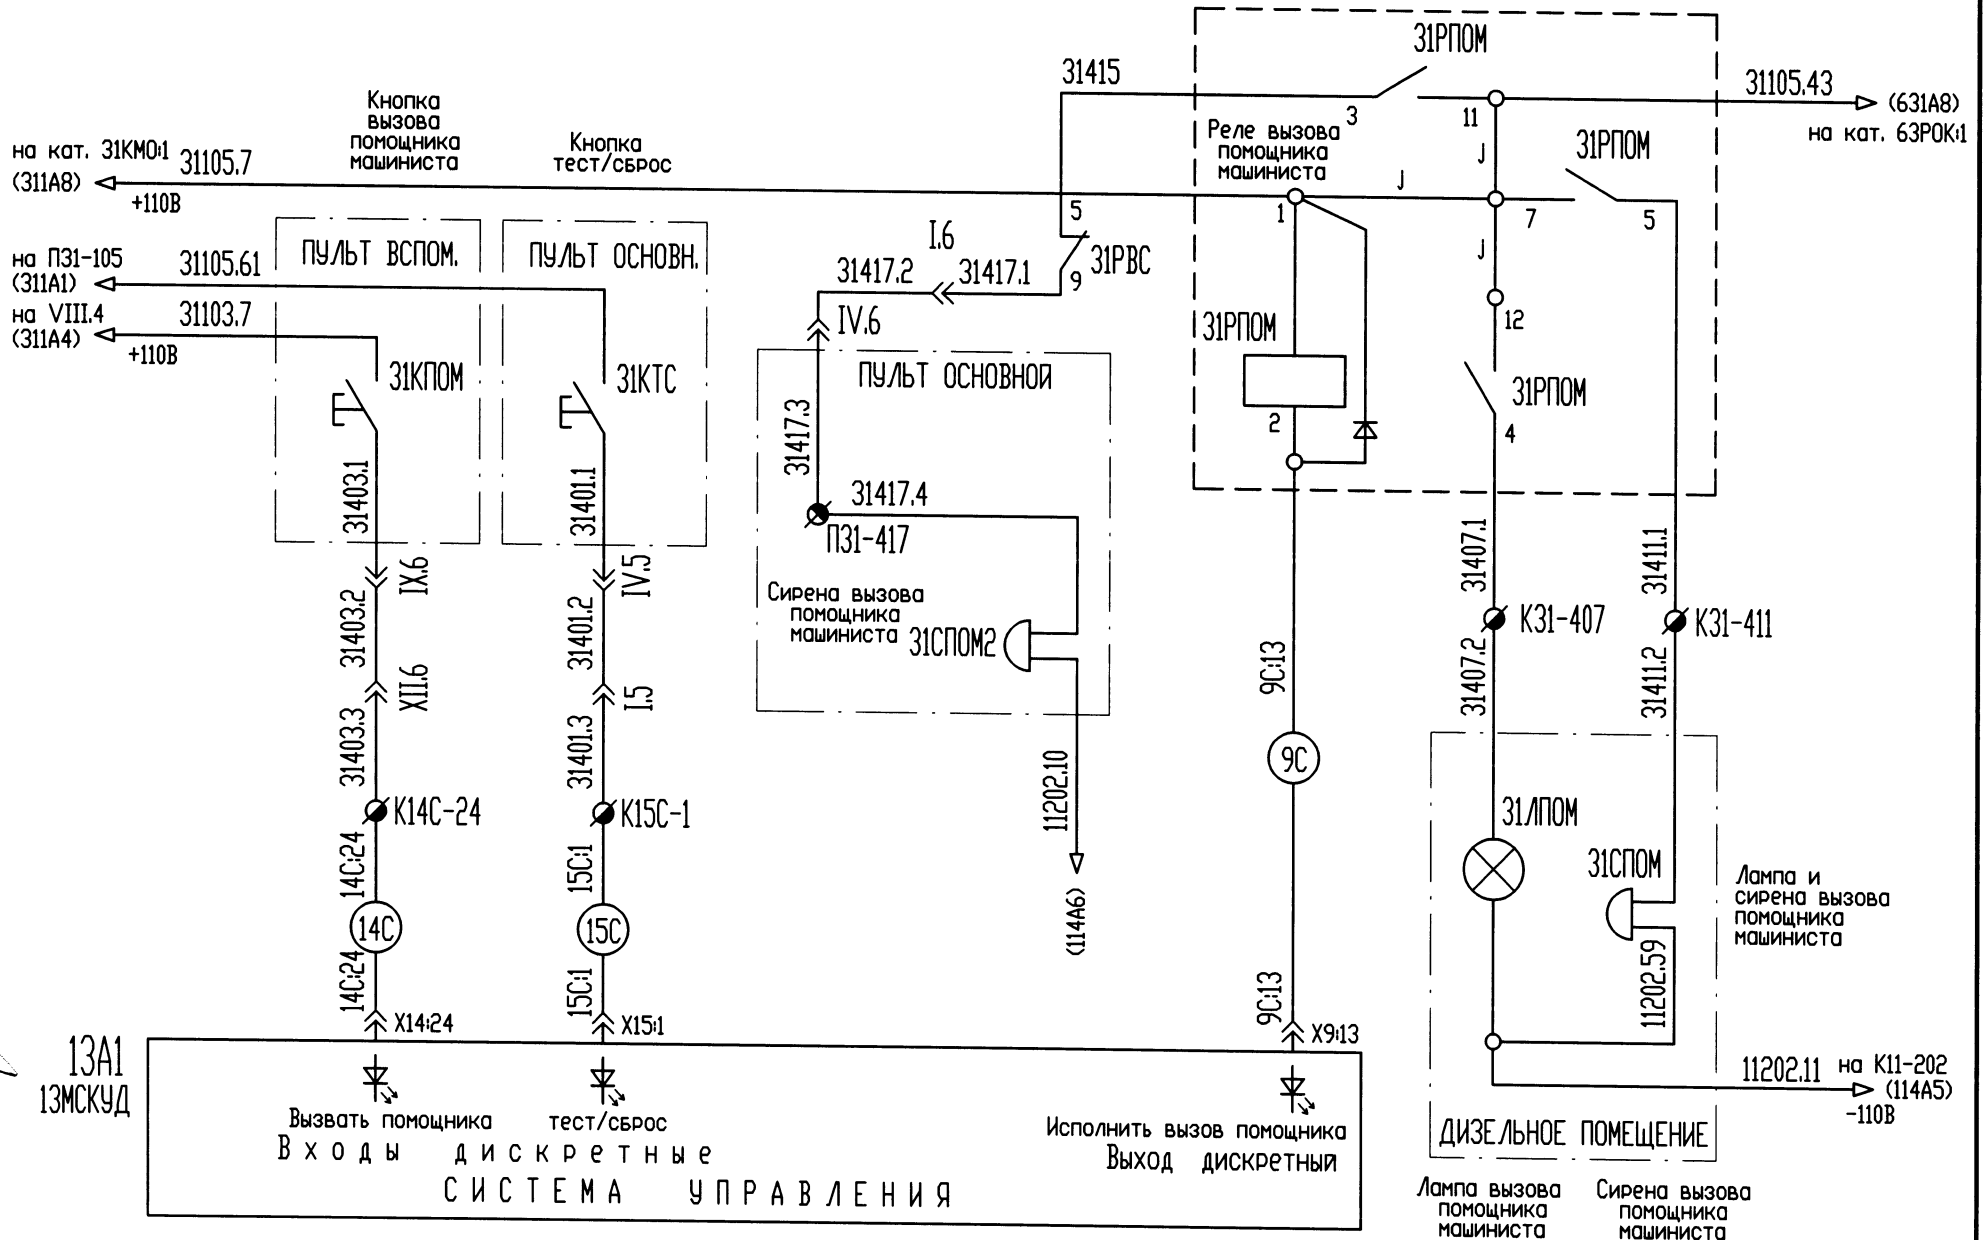 31РПОМ
31415
31105.43
(631А8)
на кат. 63РОК:1
3
11
Кнопка
вызова
помощника
машиниста
Кнопка
тест/сброс
Реле вызова
помощника
машиниста
J
31РПОМ
на кат. 31КМО:1
(311А8)
31105.7
+110В
J
1
7
5
5
9
31РВС
J
12
ПУЛЬТ ВСПОМ.
ПУЛЬТ ОСНОВН.
на П31-105
(311А1)
31105.61
на VIII.4
(311А4)
31103.7
+110В
I.6
31417.2
31417.1
IV.6
31РПОМ
2
31КПОМ
31КТС
ПУЛЬТ ОСНОВНОЙ
31РПОМ
4
31403.1
31401.1
31417.3
31417.4
П31-417
31407.1
31411.1
IX.6
IV.5
31403.2
31401.2
Сирена вызова
помощника
машиниста
31СПОМ2
К31-407
К31-411
9С:13
31407.2
31411.2
XII.6
I.5
31403.3
31401.3
11202.10
(114А6)
9С
К14С-24
К15С-1
31ЛПОМ
31СПОМ
Лампа и
сирена вызова
помощника
машиниста
14С:24
15С:1
14С
15С
14С:24
15С:1
9С:13
11202.59
X14:24
X15:1
X9:13
13А1
13МСКУД
11202.11
на К11-202
(114А5)
-110В
Вызвать помощника
тест/сброс
Исполнить вызов помощника
Входы дискретные
Выход дискретный
СИСТЕМА УПРАВЛЕНИЯ
ДИЗЕЛЬНОЕ ПОМЕЩЕНИЕ
Лампа вызова
помощника
машиниста
Сирена вызова
помощника
машиниста